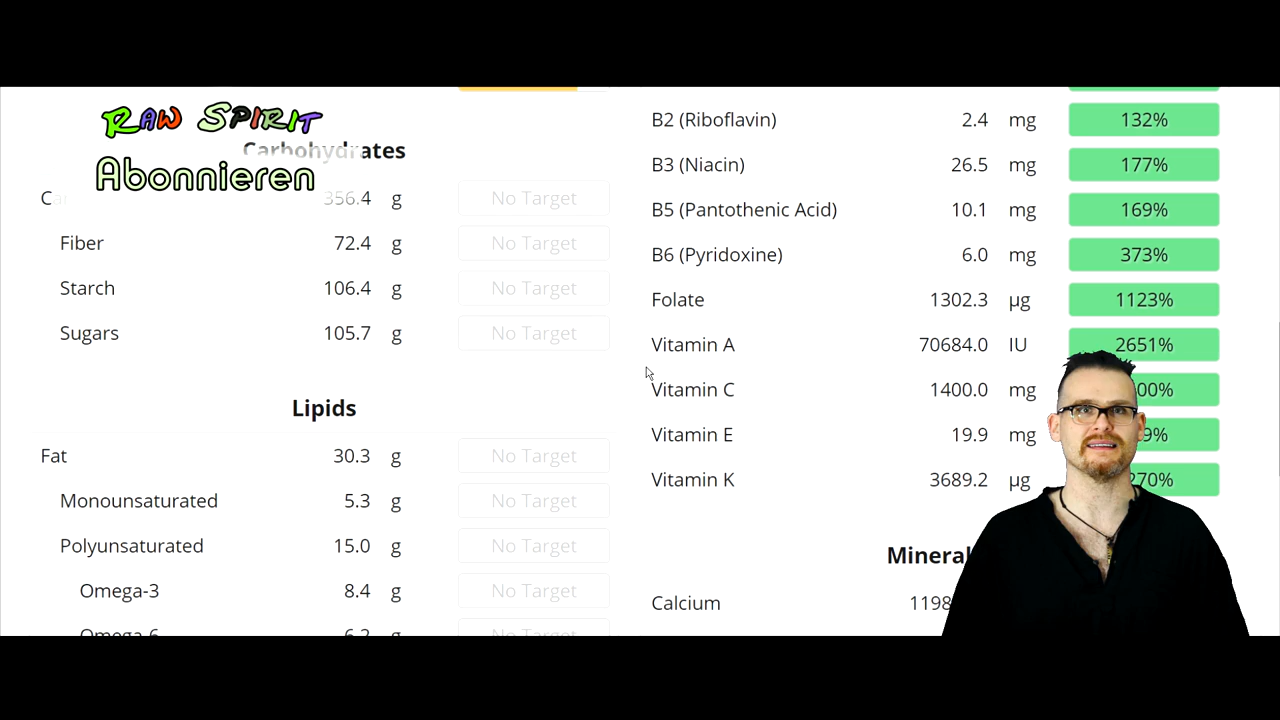 Raw Spirit
Abonnieren
Carbohydrates
356.4 g No Target
Fiber 72.4 g No Target
Starch 106.4 g No Target
Sugars 105.7 g No Target
Lipids
Fat 30.3 g No Target
Monounsaturated 5.3 g No Target
Polyunsaturated 15.0 g No Target
Omega-3 8.4 g No Target
Omega-6 6.2 g
B2 (Riboflavin) 2.4 mg 132%
B3 (Niacin) 26.5 mg 177%
B5 (Pantothenic Acid) 10.1 mg 169%
B6 (Pyridoxine) 6.0 mg 373%
Folate 1302.3 µg 1123%
Vitamin A 70684.0 IU 2651%
Vitamin C 1400.0 mg
Vitamin E 19.9 mg
Vitamin K 3689.2 µg
Calcium